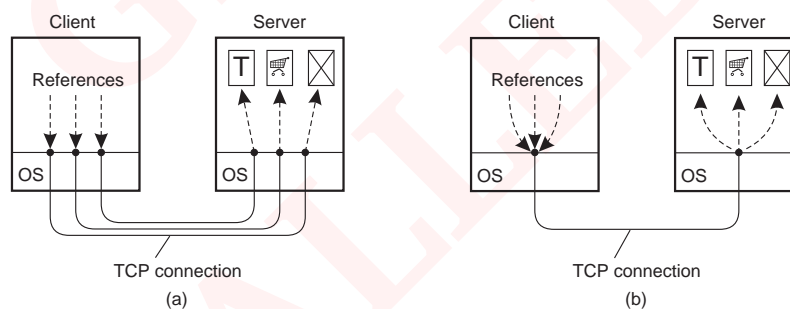 Client
Server
T
References
OS
OS
TCP connection
(a)
Client
Server
T
References
OS
OS
TCP connection
(b)